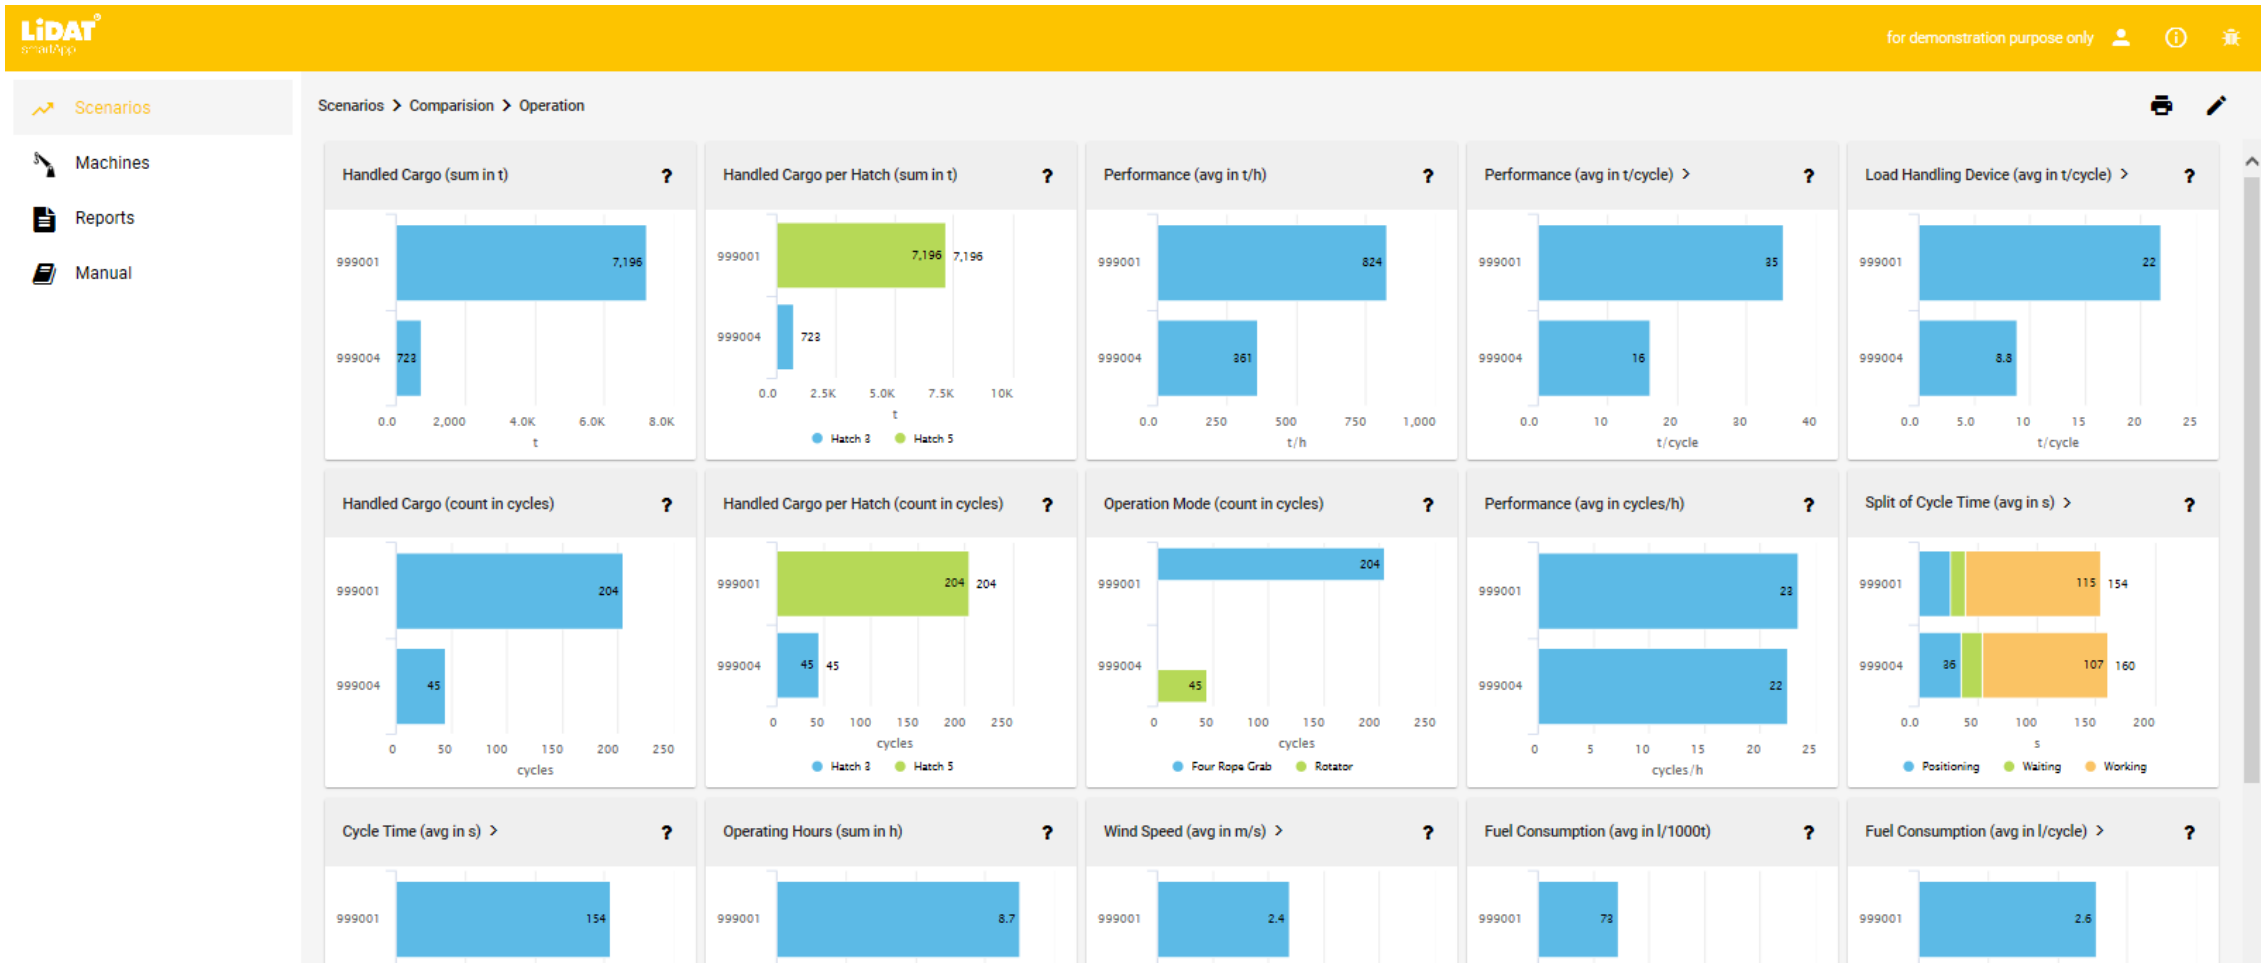 LiDAT®
smartApp
for demonstration purpose only
Scenarios
Machines
Reports
Manual
Scenarios > Comparision > Operation
Handled Cargo (sum in t) ?
999001 7,196
999004 723
0.0 2,000 4.0K 6.0K 8.0K
t
Handled Cargo per Hatch (sum in t) ?
999001 7,196 7,196
999004 723
0.0 2.5K 5.0K 7.5K 10K
t
Hatch 3 Hatch 5
Performance (avg in t/h) ?
999001 824
999004 361
0.0 250 500 750 1,000
t/h
Performance (avg in t/cycle) > ?
999001 35
999004 16
0.0 10 20 30 40
t/cycle
Load Handling Device (avg in t/cycle) > ?
999001 22
999004 8.8
0.0 5.0 10 15 20 25
t/cycle
Handled Cargo (count in cycles) ?
999001 204
999004 45
0 50 100 150 200 250
cycles
Handled Cargo per Hatch (count in cycles) ?
999001 204 204
999004 45 45
0 50 100 150 200 250
cycles
Hatch 3 Hatch 5
Operation Mode (count in cycles) ?
999001 204
999004 45
0 50 100 150 200 250
cycles
Four Rope Grab Rotator
Performance (avg in cycles/h) ?
999001 23
999004 22
0 5 10 15 20 25
cycles/h
Split of Cycle Time (avg in s) > ?
999001 115 154
999004 36 107 160
0.0 50 100 150 200
s
Positioning Waiting Working
Cycle Time (avg in s) > ?
999001 154
Operating Hours (sum in h) ?
999001 8.7
Wind Speed (avg in m/s) > ?
999001 2.4
Fuel Consumption (avg in l/1000t) ?
999001 73
Fuel Consumption (avg in l/cycle) > ?
999001 2.6